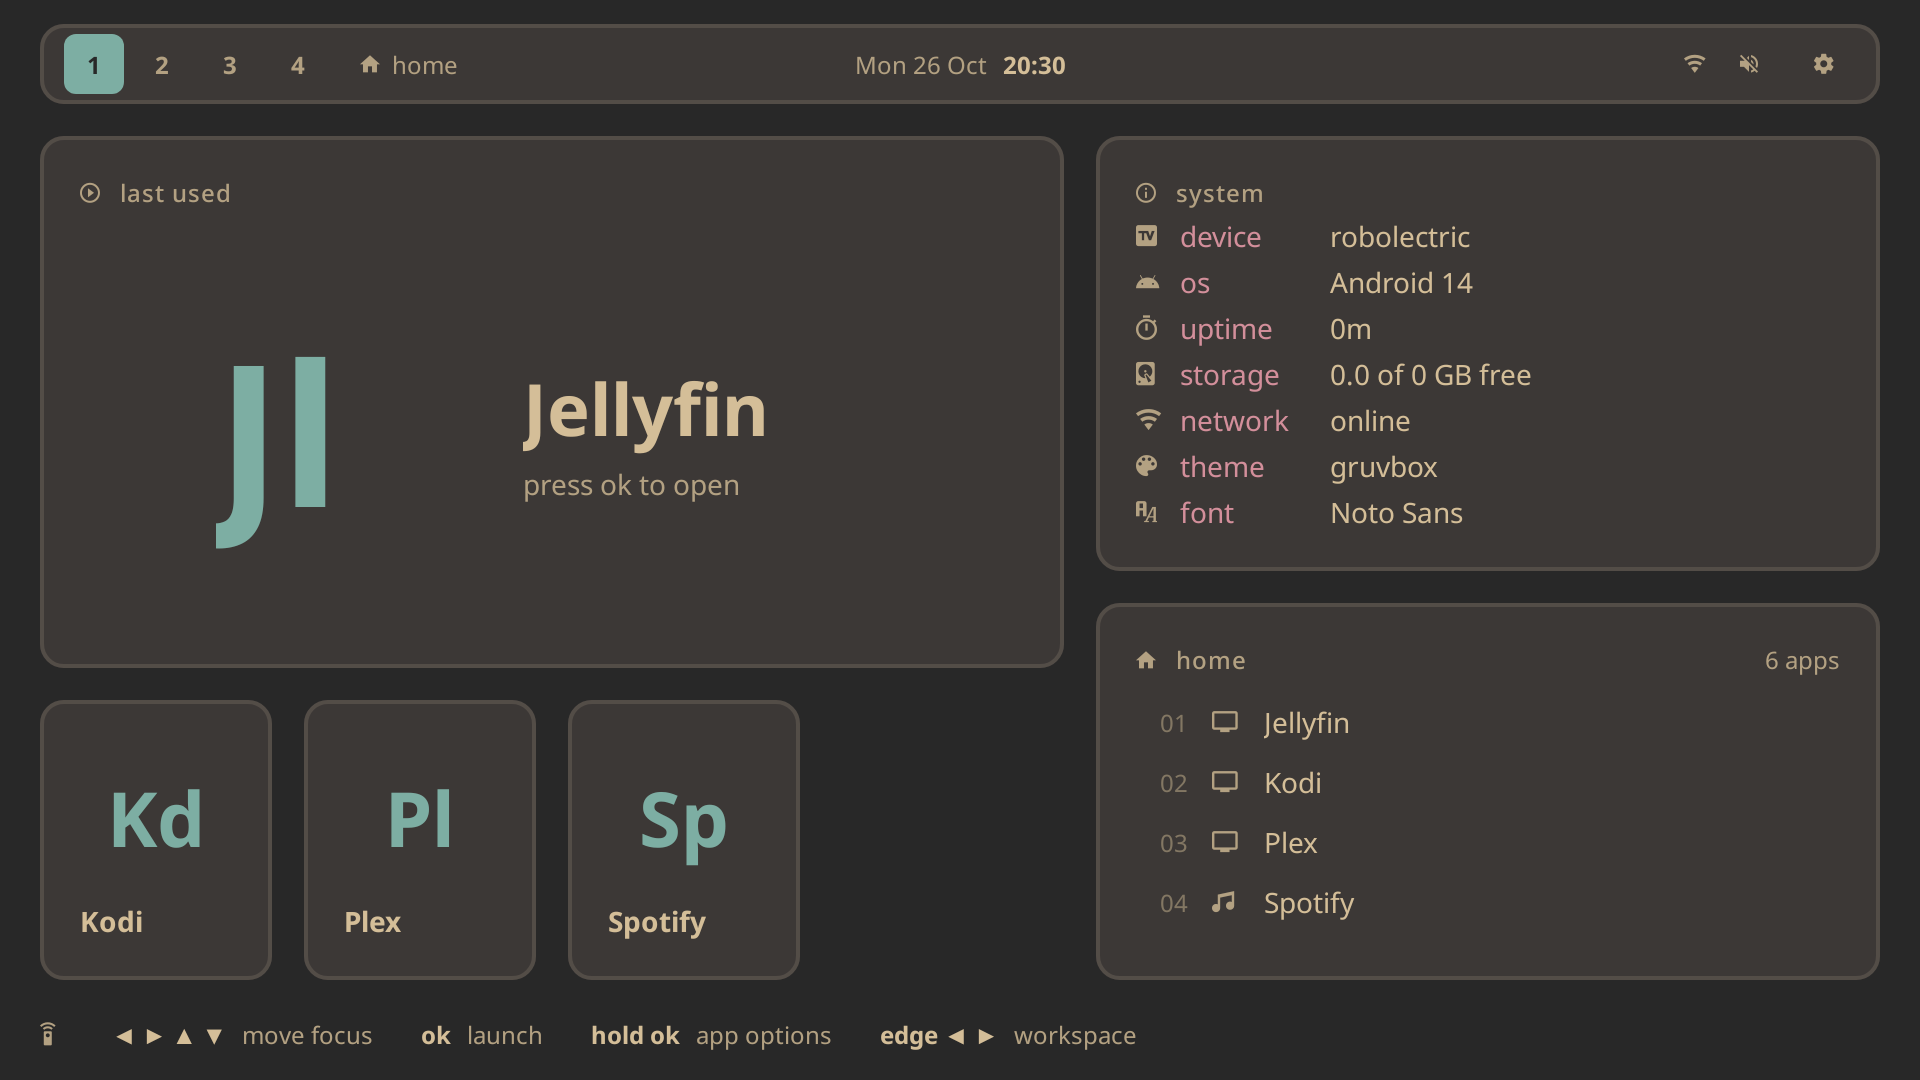 1 2 3 4 home Mon 26 Oct 20:30
last used
Jl
Jellyfin
press ok to open
Kd
Kodi
Pl
Plex
Sp
Spotify
system
device robolectric
os Android 14
uptime 0m
storage 0.0 of 0 GB free
network online
theme gruvbox
font Noto Sans
home 6 apps
01 Jellyfin
02 Kodi
03 Plex
04 Spotify
◀ ▶ ▲ ▼ move focus ok launch hold ok app options edge ◀ ▶ workspace